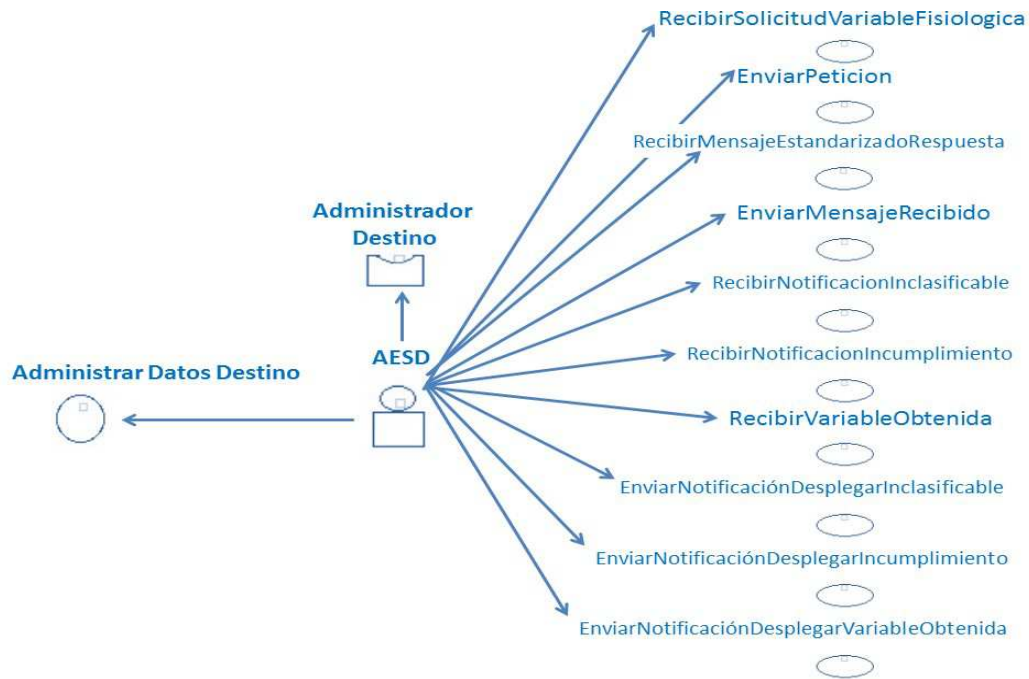 RecibirSolicitudVariableFisiologica
EnviarPeticion
RecibirMensajeEstandarizadoRespuesta
Administrador
Destino
EnviarMensajeRecibido
RecibirNotificacionInclasificable
AESD
RecibirNotificacionIncumplimiento
Administrar Datos Destino
RecibirVariableObtenida
EnviarNotificaciónDesplegarInclasificable
EnviarNotificaciónDesplegarIncumplimiento
EnviarNotificaciónDesplegarVariableObtenida